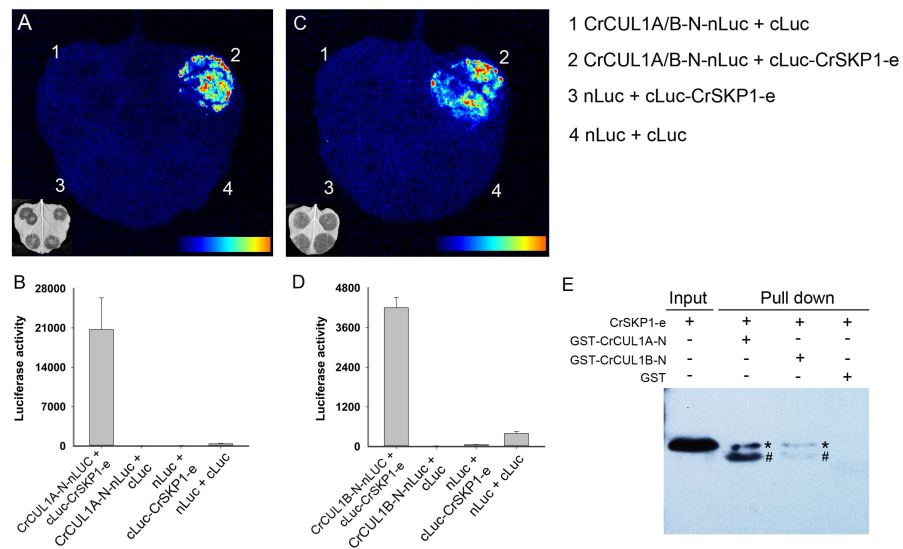 A
1
2
3
4
C
1
2
3
4
1 CrCUL1A/B-N-nLuc + cLuc
2 CrCUL1A/B-N-nLuc + cLuc-CrSKP1-e
3 nLuc + cLuc-CrSKP1-e
4 nLuc + cLuc
B
Luciferase activity
28000
21000
14000
7000
0
CrCUL1A-N-nLUC +
cLuc-CrSKP1-e
CrCUL1A-N-nLuc +
cLuc
nLuc +
cLuc-CrSKP1-e
nLuc + cLuc
D
Luciferase activity
4800
3600
2400
1200
0
CrCUL1B-N-nLUC +
cLuc-CrSKP1-e
CrCUL1B-N-nLuc +
cLuc
nLuc +
cLuc-CrSKP1-e
nLuc + cLuc
E
Input Pull down
CrSKP1-e + + + +
GST-CrCUL1A-N - + - -
GST-CrCUL1B-N - - + -
GST - - - +
* *
# #